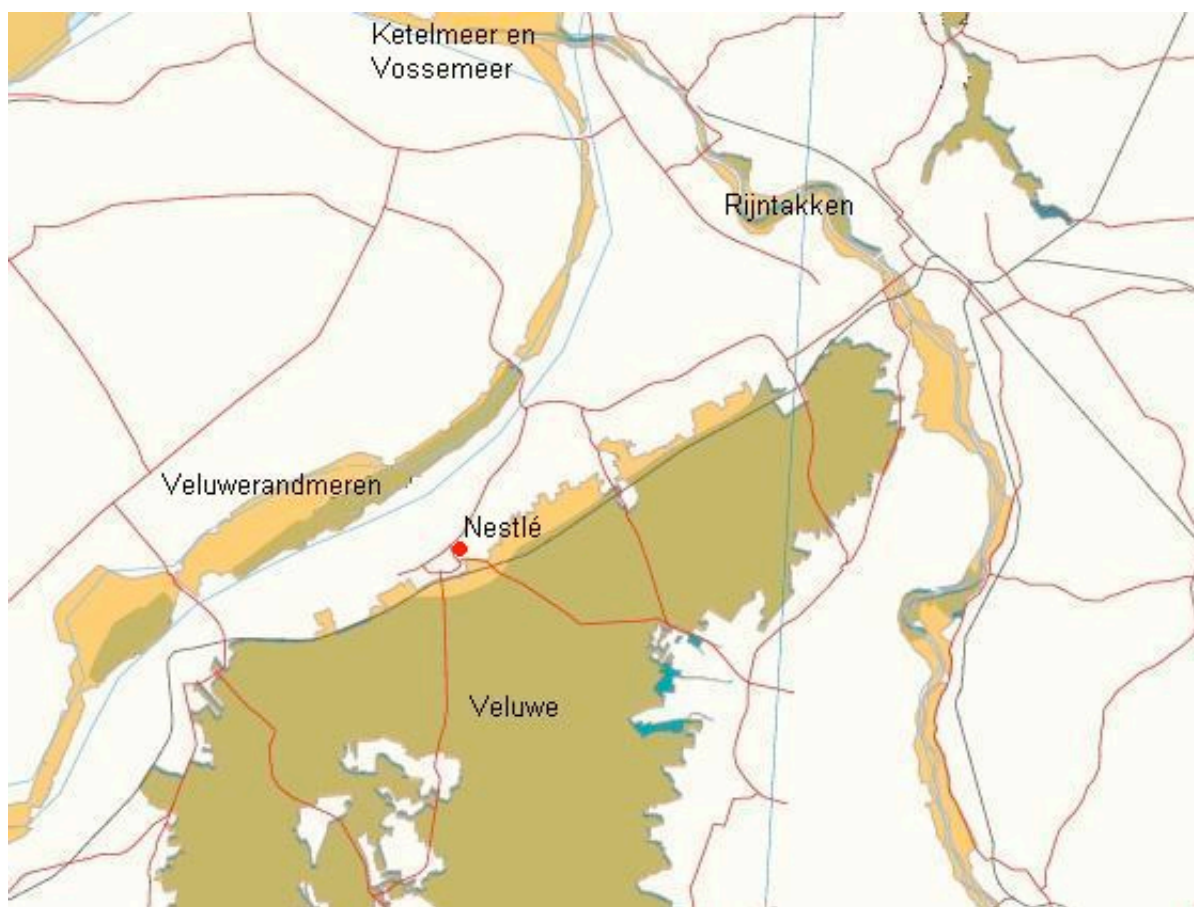 Ketelmeer en
Vossemeer
Rijntakken
Veluwerandmeren
Nestlé
Veluwe